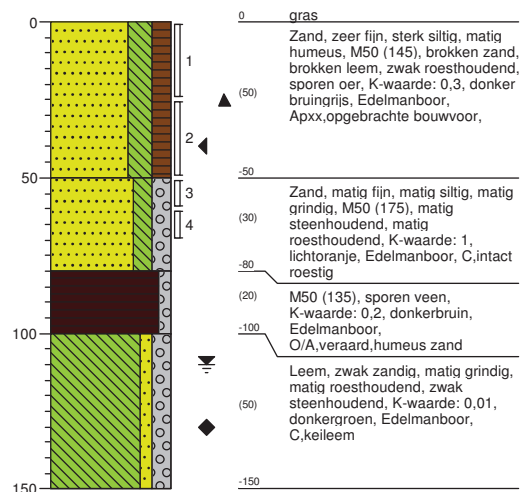 0
50
100
150
1
2
3
4
0
gras
(50)
Zand, zeer fijn, sterk siltig, matig
humeus, M50 (145), brokken zand,
brokken leem, zwak roesthoudend,
sporen oer, K-waarde: 0,3, donker
bruingrijs, Edelmanboor,
Apxx,opgebrachte bouwvoor,
-50
(30)
Zand, matig fijn, matig siltig, matig
grindig, M50 (175), matig
steenhoudend, matig
roesthoudend, K-waarde: 1,
lichtoranje, Edelmanboor, C,intact
roestig
-80
(20)
M50 (135), sporen veen,
K-waarde: 0,2, donkerbruin,
Edelmanboor,
O/A,veraard,humeus zand
-100
(50)
Leem, zwak zandig, matig grindig,
matig roesthoudend, zwak
steenhoudend, K-waarde: 0,01,
donkergroen, Edelmanboor,
C,keileem
-150